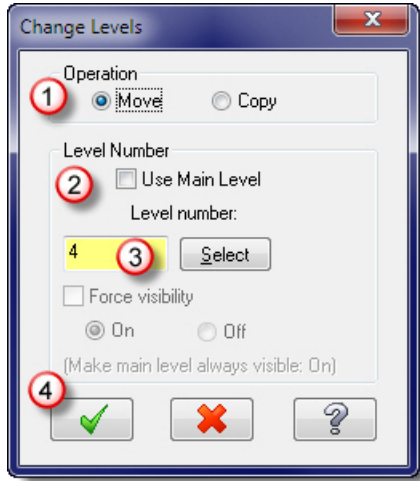 Change Levels
Operation
1 Move Copy
Level Number
2 Use Main Level
Level number:
4 3 Select
Force visibility
On Off
(Make main level always visible: On)
4